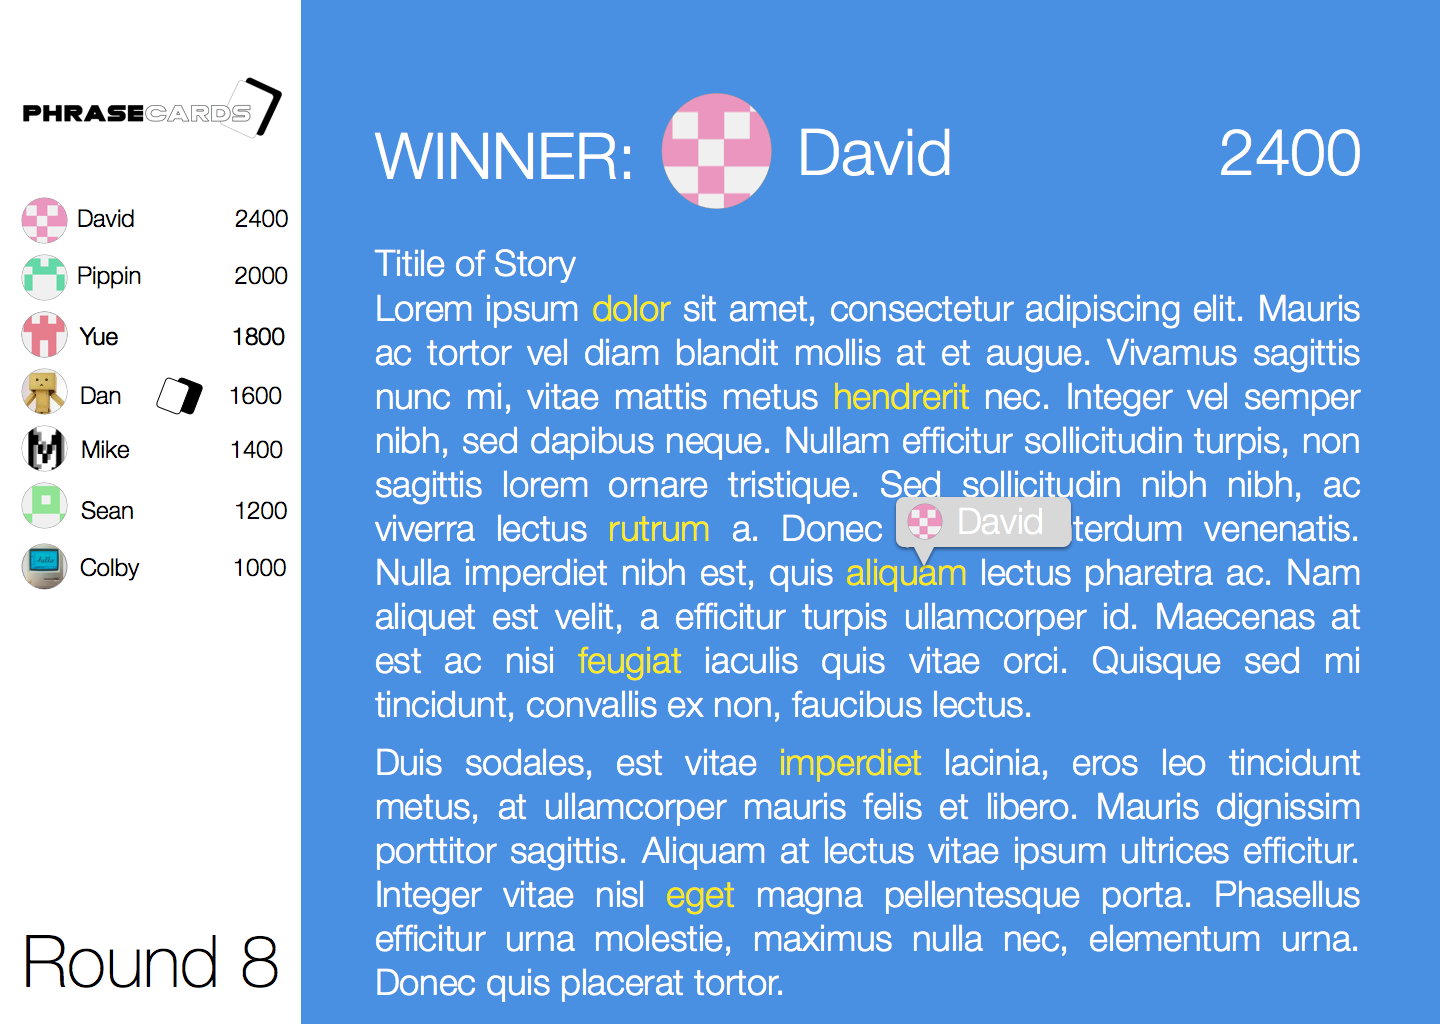 PHRASECARDS
David 2400
Pippin 2000
Yue 1800
Dan 1600
Mike 1400
Sean 1200
Colby 1000
Round 8
WINNER: David 2400
Titile of Story
Lorem ipsum dolor sit amet, consectetur adipiscing elit. Mauris
ac tortor vel diam blandit mollis at et augue. Vivamus sagittis
nunc mi, vitae mattis metus hendrerit nec. Integer vel semper
nibh, sed dapibus neque. Nullam efficitur sollicitudin turpis, non
sagittis lorem ornare tristique. Sed sollicitudin nibh nibh, ac
viverra lectus rutrum a. Donec David terdum venenatis.
Nulla imperdiet nibh est, quis aliquam lectus pharetra ac. Nam
aliquet est velit, a efficitur turpis ullamcorper id. Maecenas at
est ac nisi feugiat iaculis quis vitae orci. Quisque sed mi
tincidunt, convallis ex non, faucibus lectus.
Duis sodales, est vitae imperdiet lacinia, eros leo tincidunt
metus, at ullamcorper mauris felis et libero. Mauris dignissim
porttitor sagittis. Aliquam at lectus vitae ipsum ultrices efficitur.
Integer vitae nisl eget magna pellentesque porta. Phasellus
efficitur urna molestie, maximus nulla nec, elementum urna.
Donec quis placerat tortor.